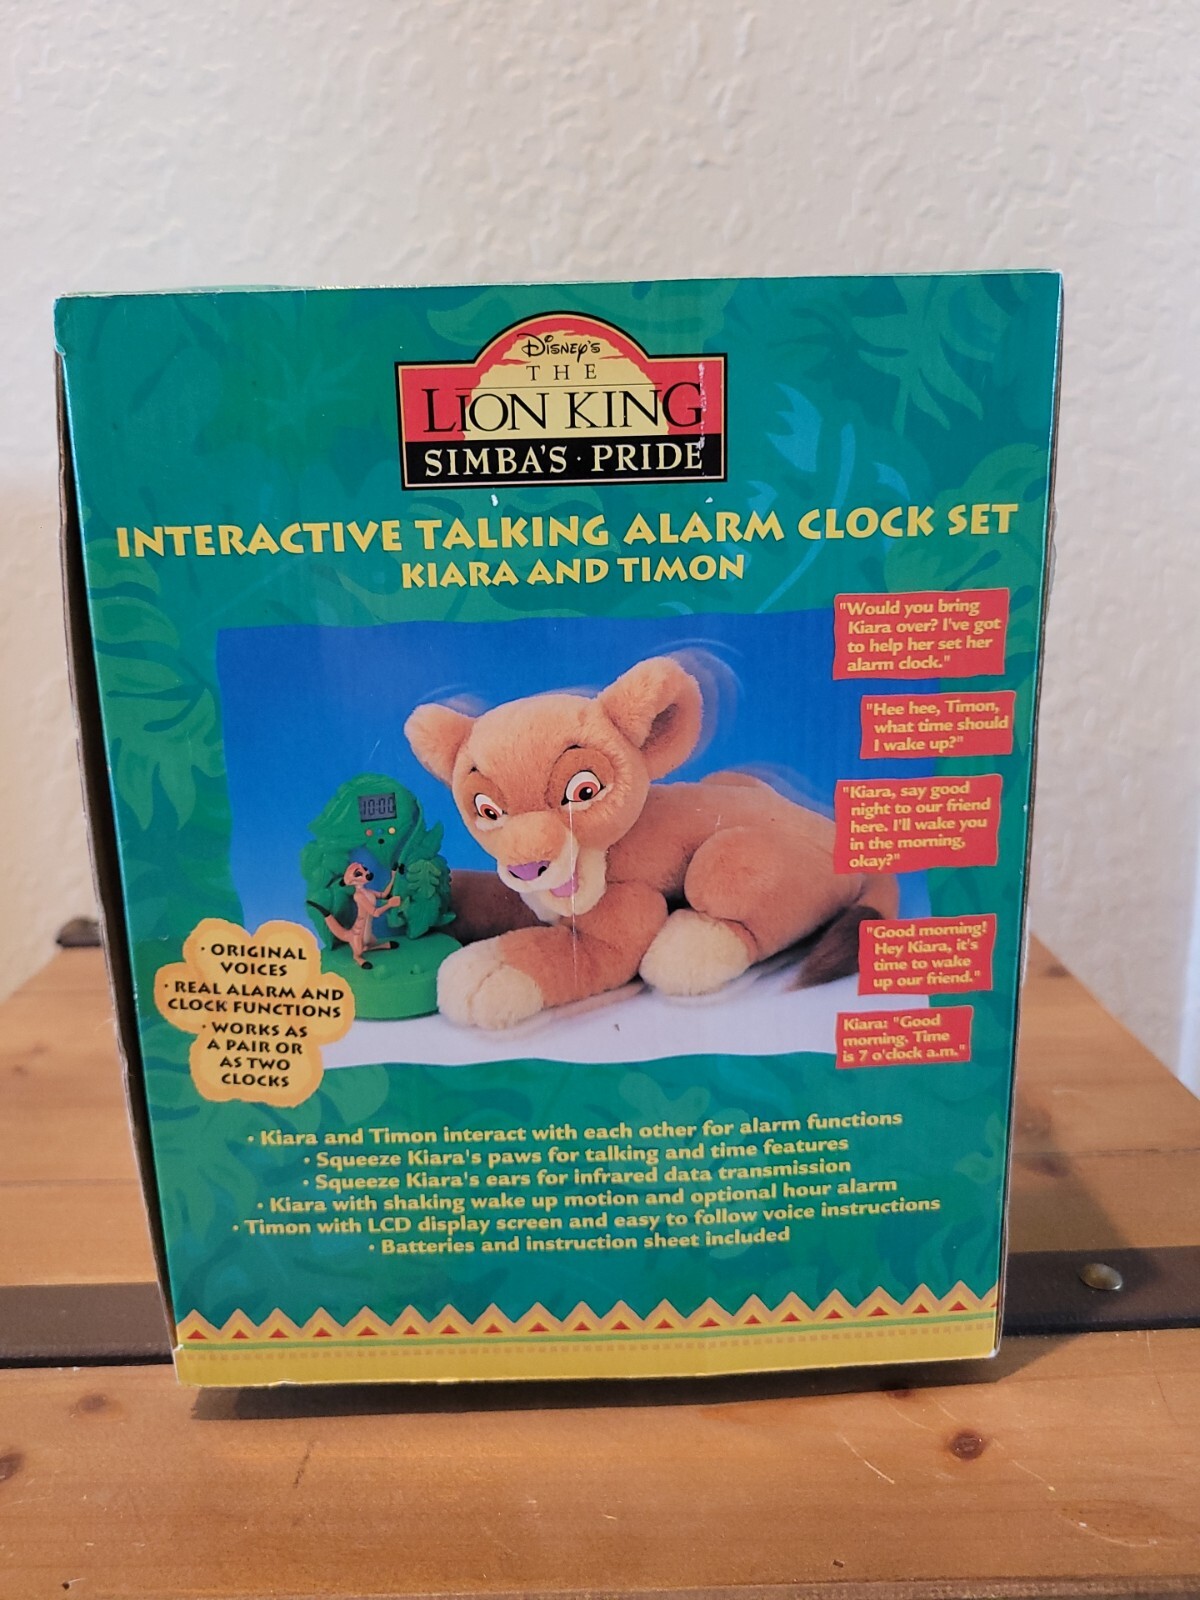 Disney's
THE
LION KING
SIMBA'S · PRIDE
INTERACTIVE TALKING ALARM CLOCK SET
KIARA AND TIMON
"Would you bring
Kiara over? I've got
to help her set her
alarm clock."
"Hee hee, Timon,
what time should
I wake up?"
"Kiara, say good
night to our friend
here. I'll wake you
in the morning,
okay?"
"Good morning!
Hey Kiara, it's
time to wake
up our friend."
Kiara: "Good
morning. Time
is 7 o'clock a.m."
10:00
· ORIGINAL
VOICES
· REAL ALARM AND
CLOCK FUNCTIONS
· WORKS AS
A PAIR OR
AS TWO
CLOCKS
· Kiara and Timon interact with each other for alarm functions
· Squeeze Kiara's paws for talking and time features
· Squeeze Kiara's ears for infrared data transmission
· Kiara with shaking wake up motion and optional hour alarm
· Timon with LCD display screen and easy to follow voice instructions
· Batteries and instruction sheet included